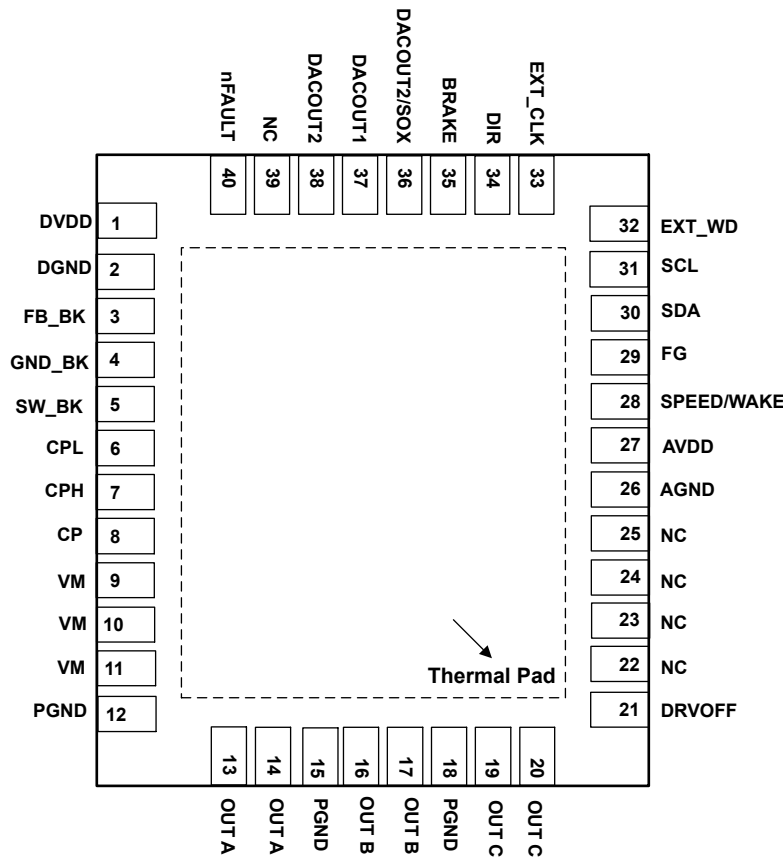 nFAULT
NC
DACOUT2
DACOUT1
DACOUT2/SOX
BRAKE
DIR
EXT_CLK
40
39
38
37
36
35
34
33
DVDD 1
DGND 2
FB_BK 3
GND_BK 4
SW_BK 5
CPL 6
CPH 7
CP 8
VM 9
VM 10
VM 11
PGND 12
32 EXT_WD
31 SCL
30 SDA
29 FG
28 SPEED/WAKE
27 AVDD
26 AGND
25 NC
24 NC
23 NC
22 NC
21 DRVOFF
Thermal Pad
13
14
15
16
17
18
19
20
OUT A
OUT A
PGND
OUT B
OUT B
PGND
OUT C
OUT C